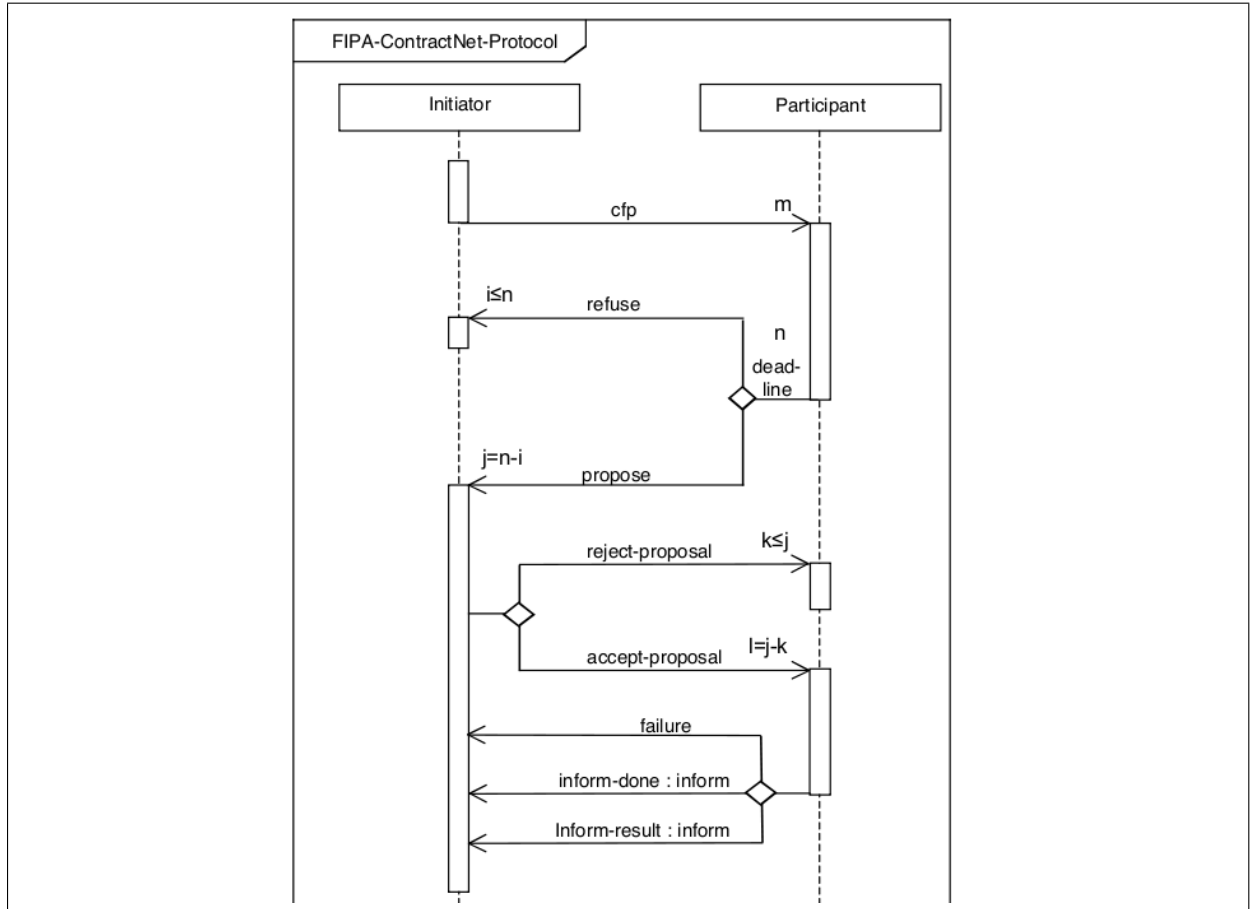 FIPA-ContractNet-Protocol
Initiator
Participant
cfp
m
i≤n
refuse
n
dead-
line
j=n-i
propose
reject-proposal
k≤j
accept-proposal
l=j-k
failure
inform-done : inform
Inform-result : inform